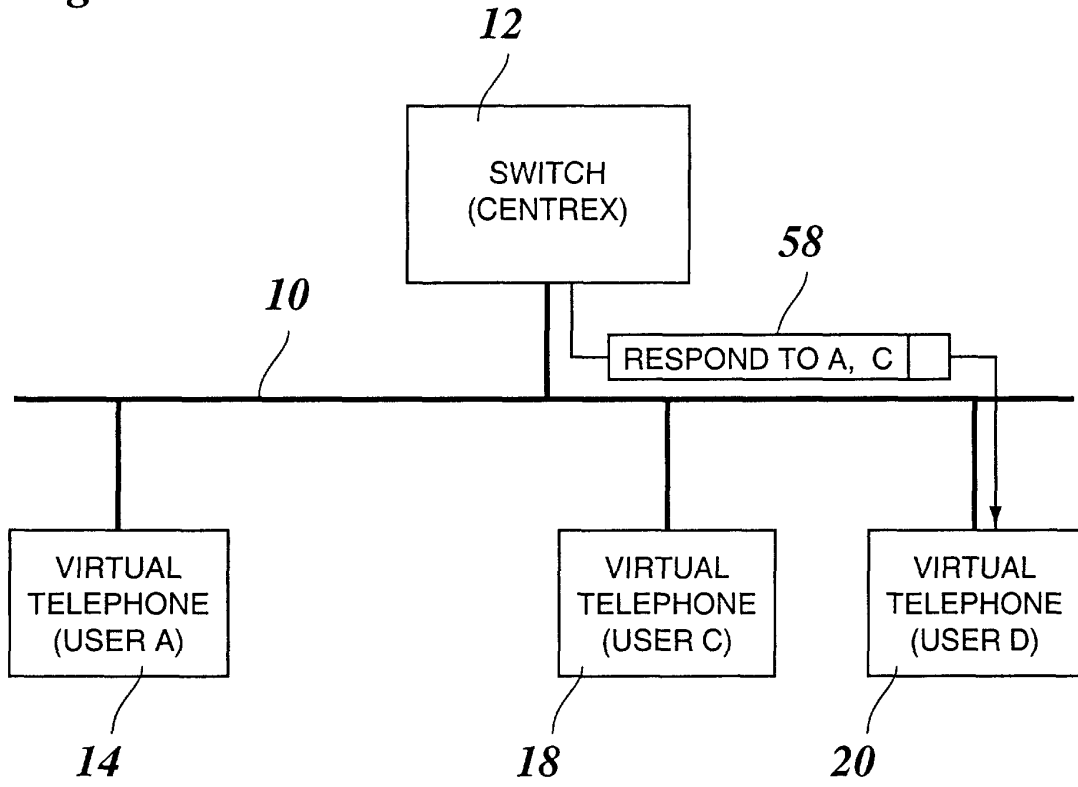 12
SWITCH
(CENTREX)
58
10
RESPOND TO A, C
VIRTUAL
TELEPHONE
(USER A)
VIRTUAL
TELEPHONE
(USER C)
VIRTUAL
TELEPHONE
(USER D)
14
18
20